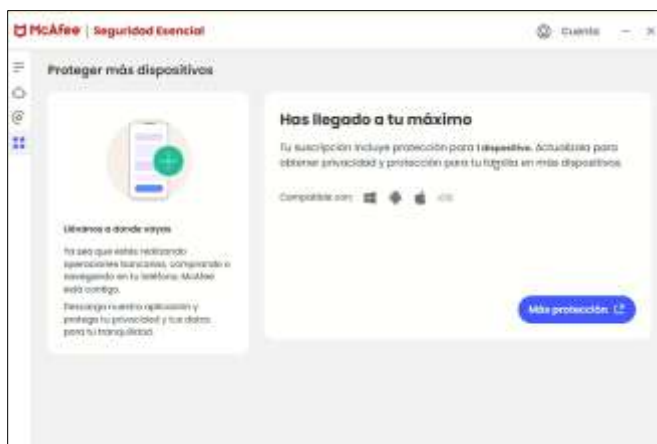 McAfee | Seguridad Esencial
Cuenta
Proteger más dispositivos
Llévanos a donde vayas
Ya sea que estés realizando
operaciones bancarias, comprando o
navegando en tu teléfono, McAfee
está contigo.
Descarga nuestra aplicación y
protege tu privacidad y tus datos
para tu tranquilidad.
Has llegado a tu máximo
Tu suscripción incluye protección para 1 dispositivo. Actualízala para
obtener privacidad y protección para tu familia en más dispositivos
Compatible con:
iOS
Más protección